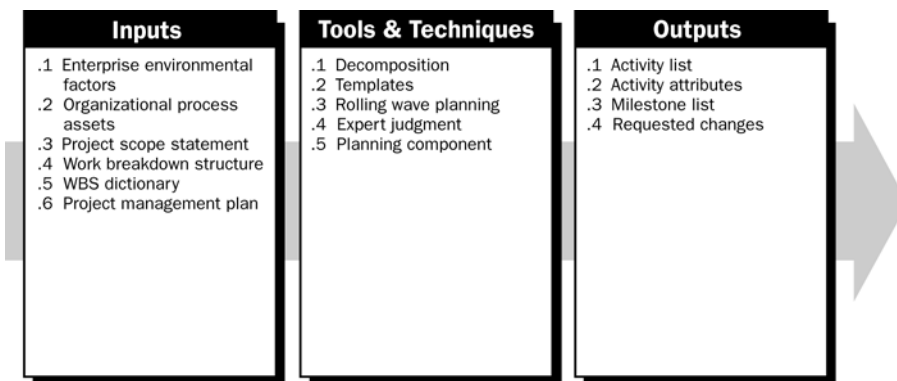 Inputs
.1 Enterprise environmental
factors
.2 Organizational process
assets
.3 Project scope statement
.4 Work breakdown structure
.5 WBS dictionary
.6 Project management plan
Tools & Techniques
.1 Decomposition
.2 Templates
.3 Rolling wave planning
.4 Expert judgment
.5 Planning component
Outputs
.1 Activity list
.2 Activity attributes
.3 Milestone list
.4 Requested changes